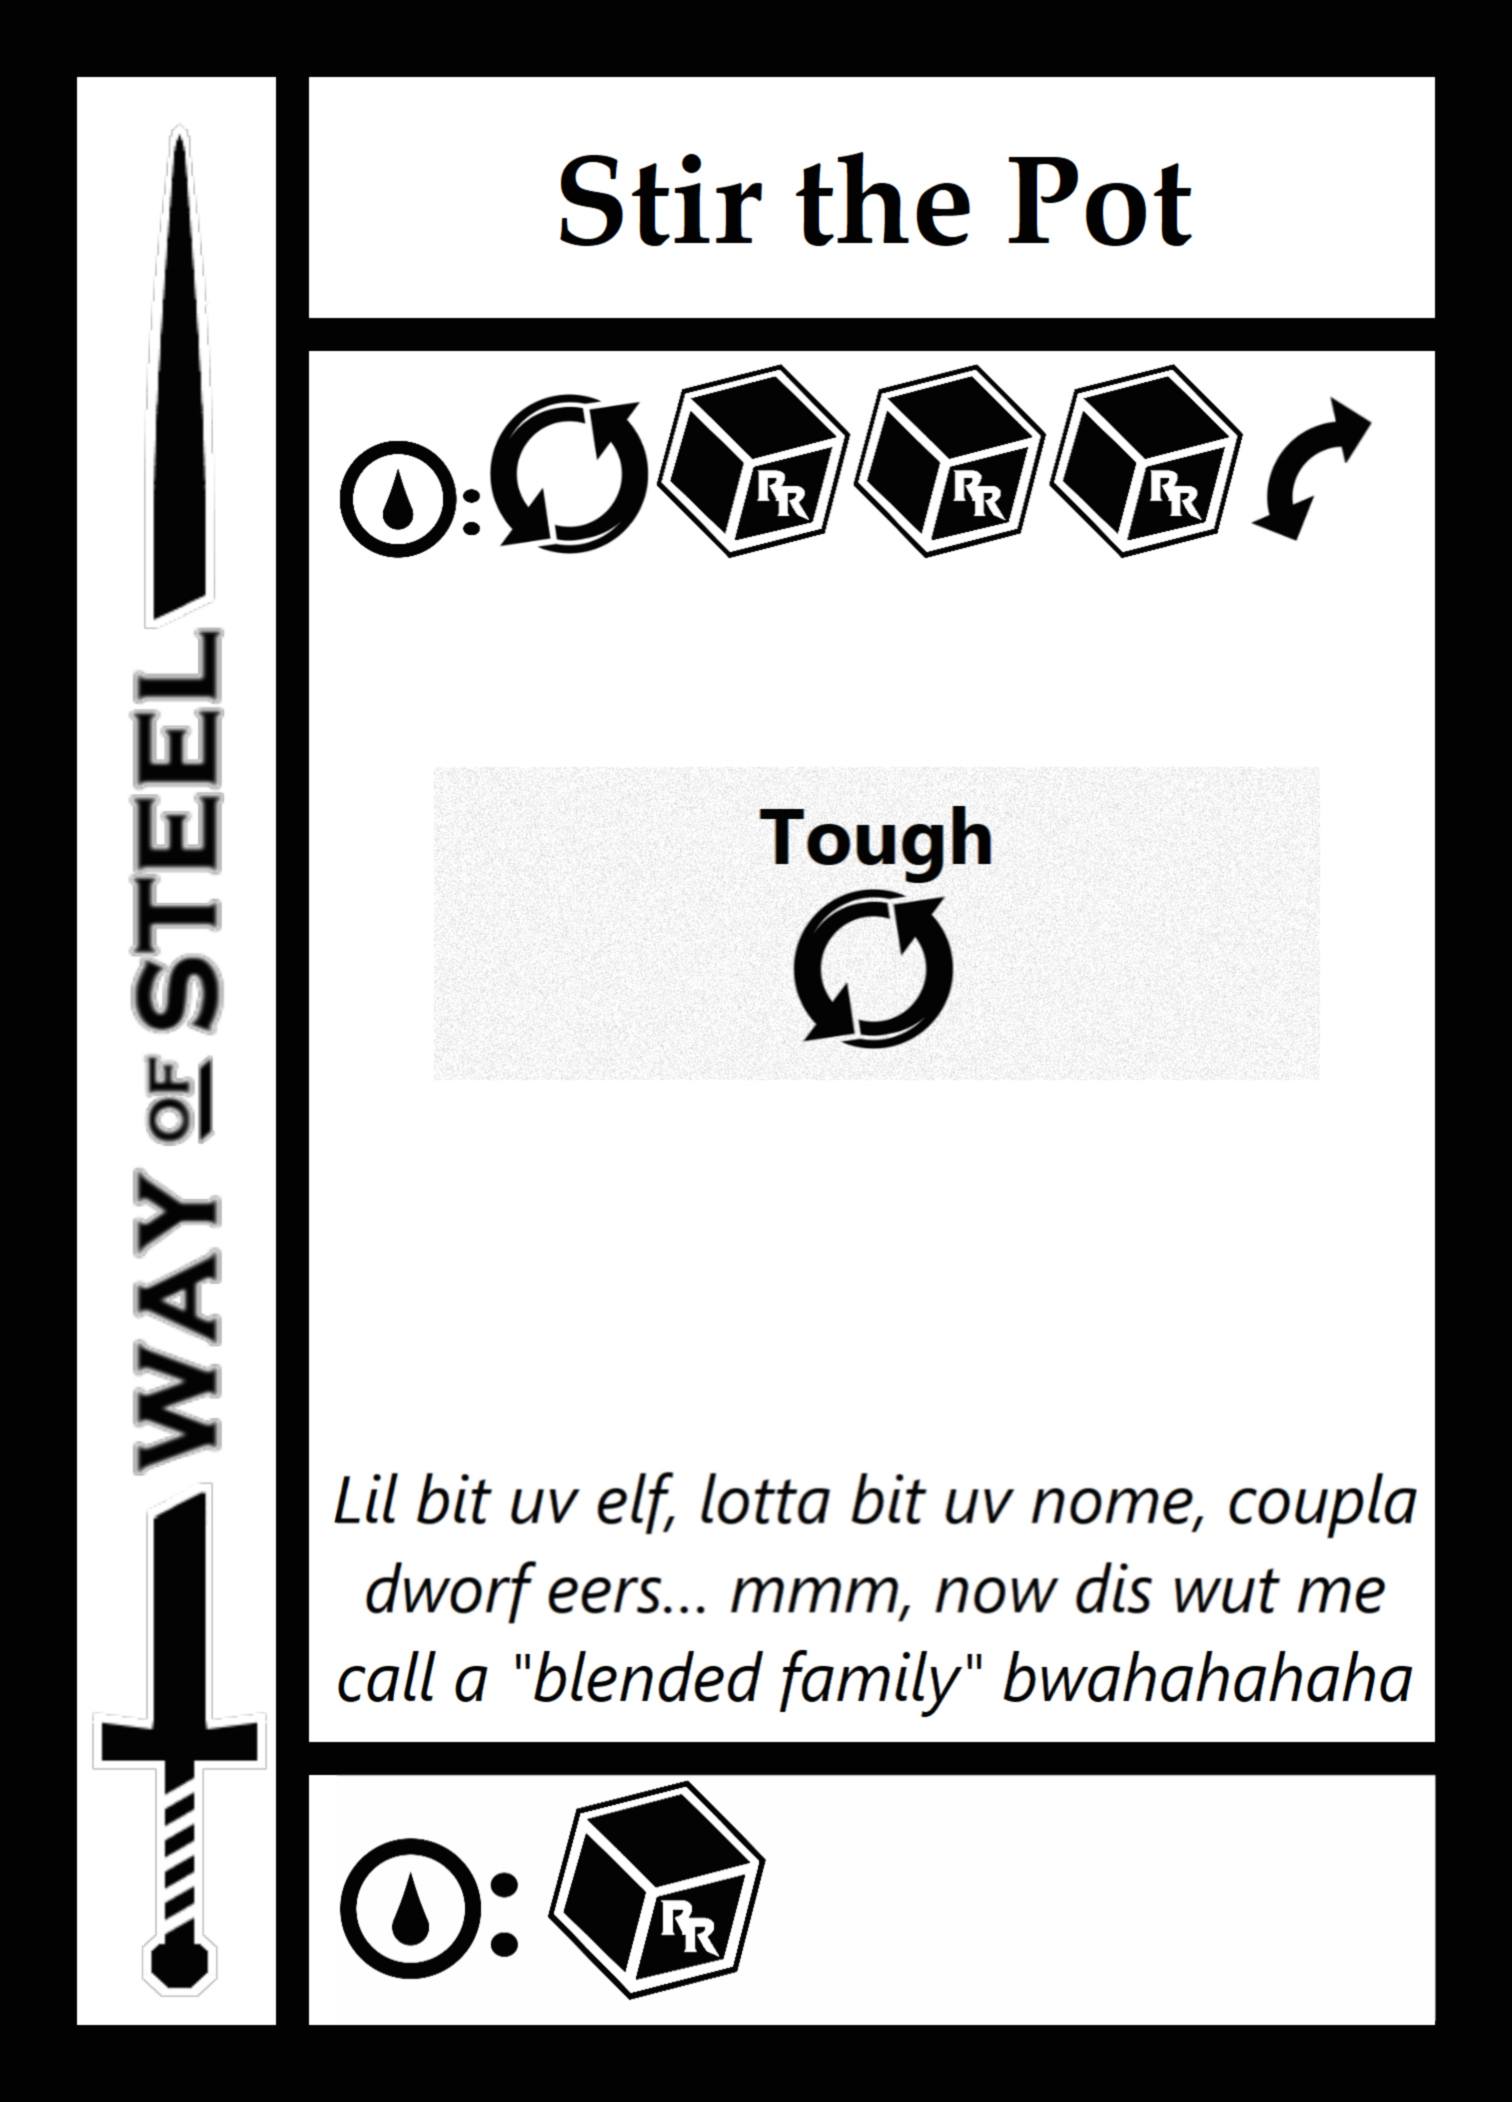 Stir the Pot
WAY OF STEEL
:
RR RR RR
Tough
Lil bit uv elf, lotta bit uv nome, coupla
dworf eers... mmm, now dis wut me
call a "blended family" bwahahahaha
:
RR